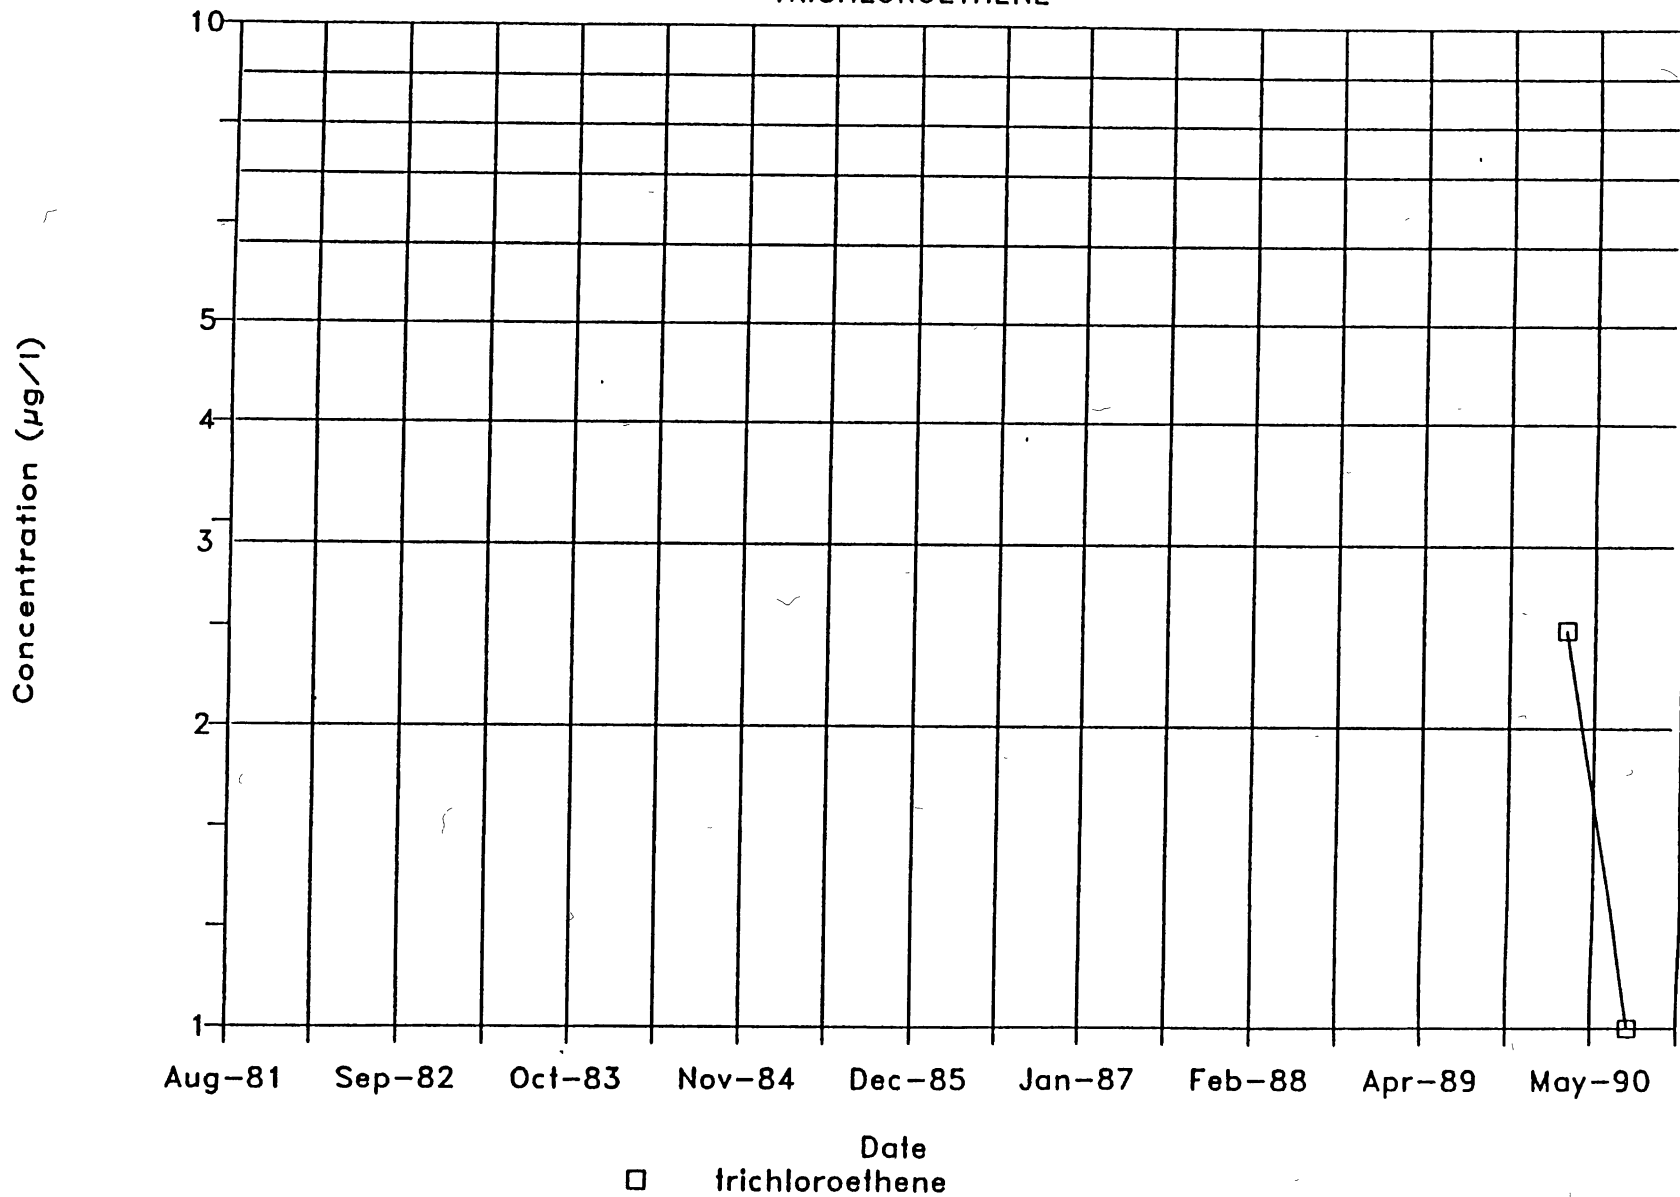 TRICHLOROETHENE
10
5
4
3
2
1
Concentration (µg/l)
Aug-81 Sep-82 Oct-83 Nov-84 Dec-85 Jan-87 Feb-88 Apr-89 May-90
Date
trichloroethene